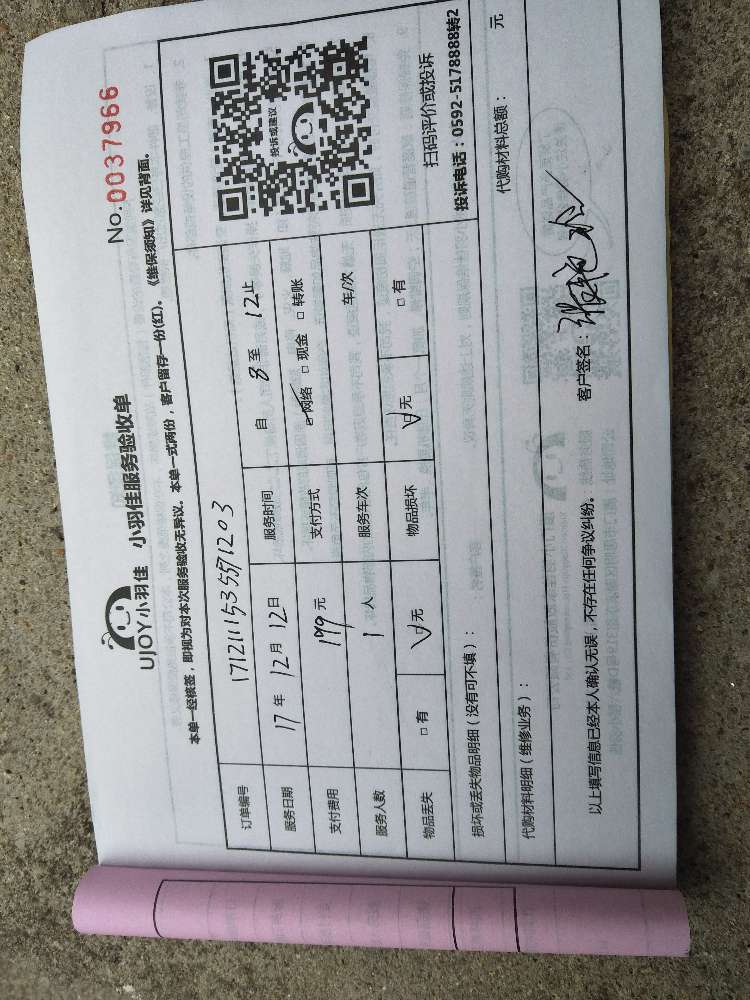 UJOY小羽佳 小羽佳服务验收单
No.0037966
本单一经核签，即视为对本次服务验收无异议。本单一式两份，客户留存一份(红)。《维保须知》详见背面。
订单编号 1712111535571203
服务日期 17年12月12日 服务时间 自 8 至 12止
支付费用 199元 支付方式 ☑网络 □现金 □转账
服务人数 1人 服务车次 车/次
物品丢失 □有 ☑无 物品损坏 ☑无 □有
投诉或建议
扫码评价或投诉
投诉电话：0592-5178888转2
损坏或丢失物品明细（没有可不填）：
代购材料明细（维修业务）： 代购材料总额： 元
以上填写信息已经本人确认无误，不存在任何争议纠纷。 客户签名：